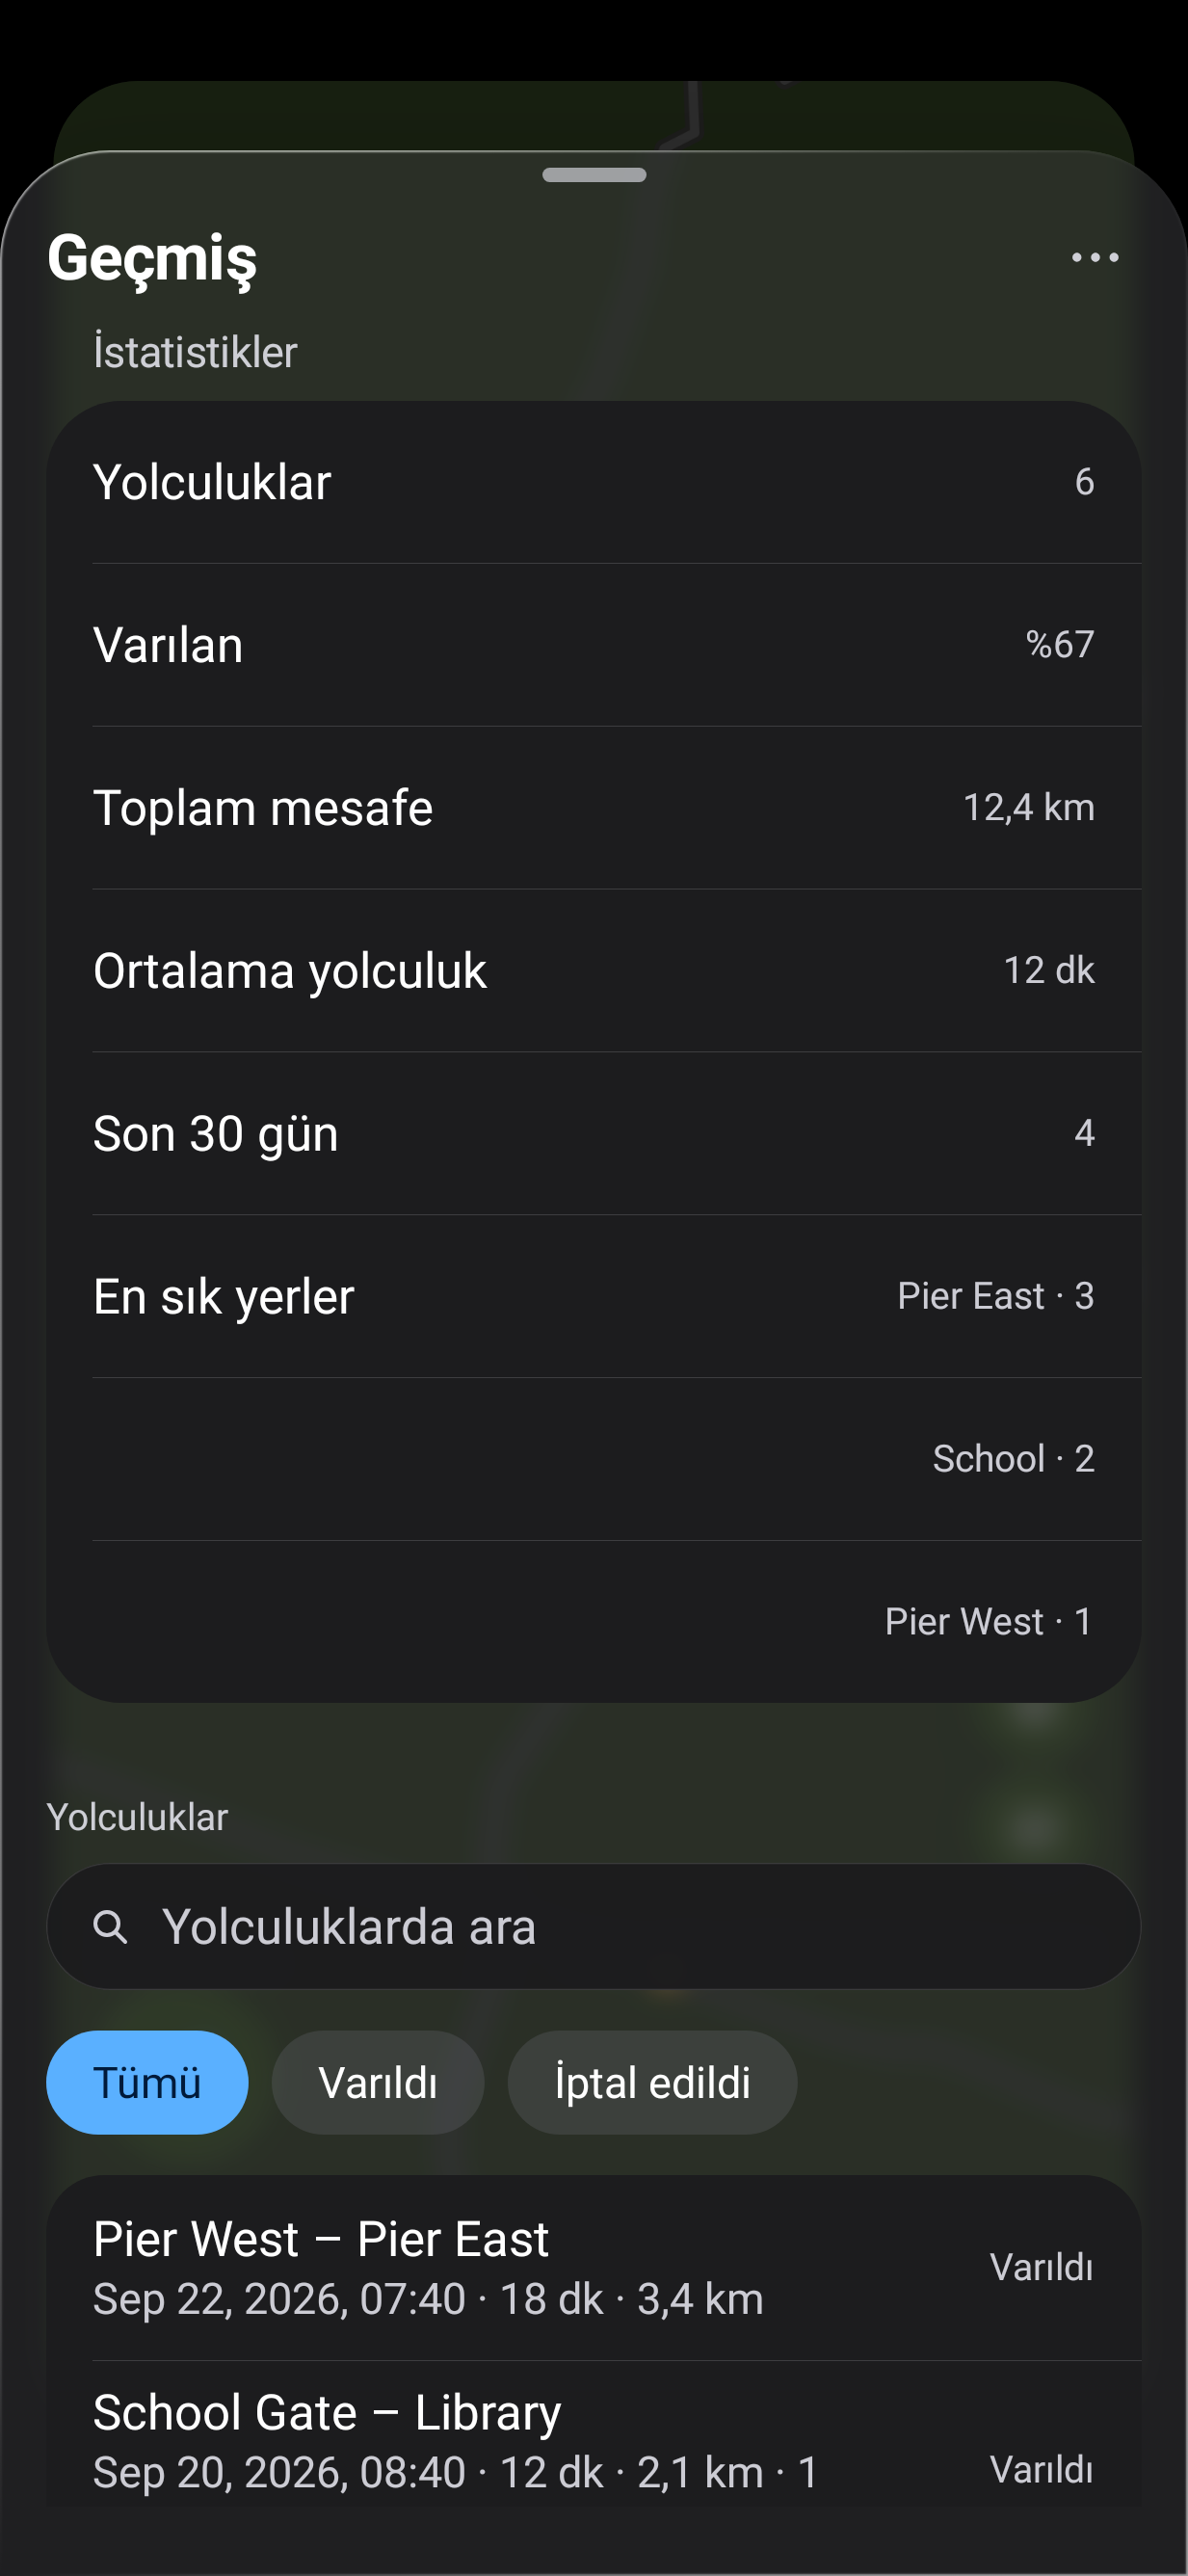 Geçmiş
İstatistikler
Yolculuklar 6
Varılan %67
Toplam mesafe 12,4 km
Ortalama yolculuk 12 dk
Son 30 gün 4
En sık yerler Pier East · 3
School · 2
Pier West · 1
Yolculuklar
Yolculuklarda ara
Tümü Varıldı İptal edildi
Pier West – Pier East
Sep 22, 2026, 07:40 · 18 dk · 3,4 km Varıldı
School Gate – Library
Sep 20, 2026, 08:40 · 12 dk · 2,1 km · 1 Varıldı